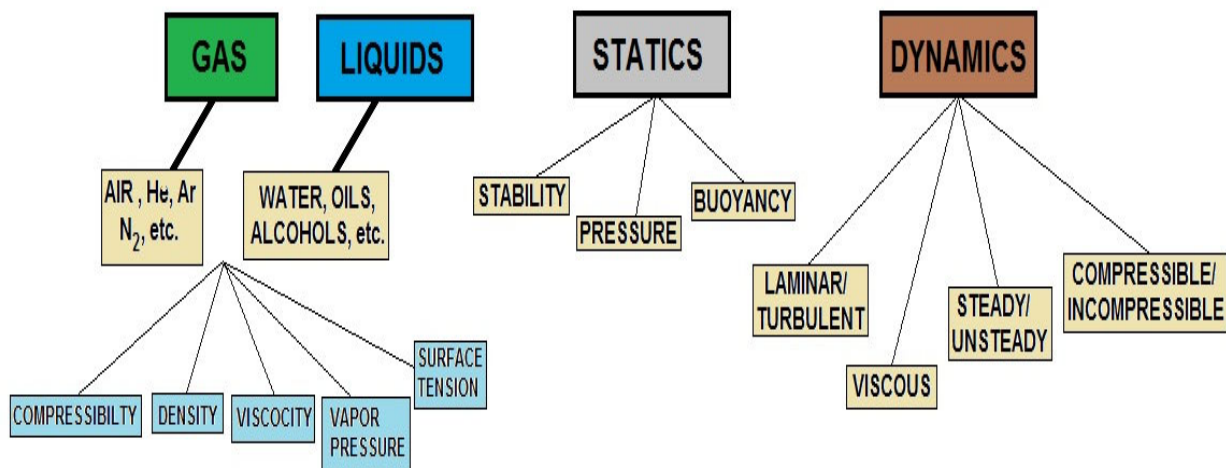 GAS
LIQUIDS
STATICS
DYNAMICS
AIR , He, Ar
N₂, etc.
WATER, OILS,
ALCOHOLS, etc.
STABILITY
PRESSURE
BUOYANCY
LAMINAR/
TURBULENT
VISCOUS
STEADY/
UNSTEADY
COMPRESSIBLE/
INCOMPRESSIBLE
COMPRESSIBILTY
DENSITY
VISCOCITY
VAPOR
PRESSURE
SURFACE
TENSION